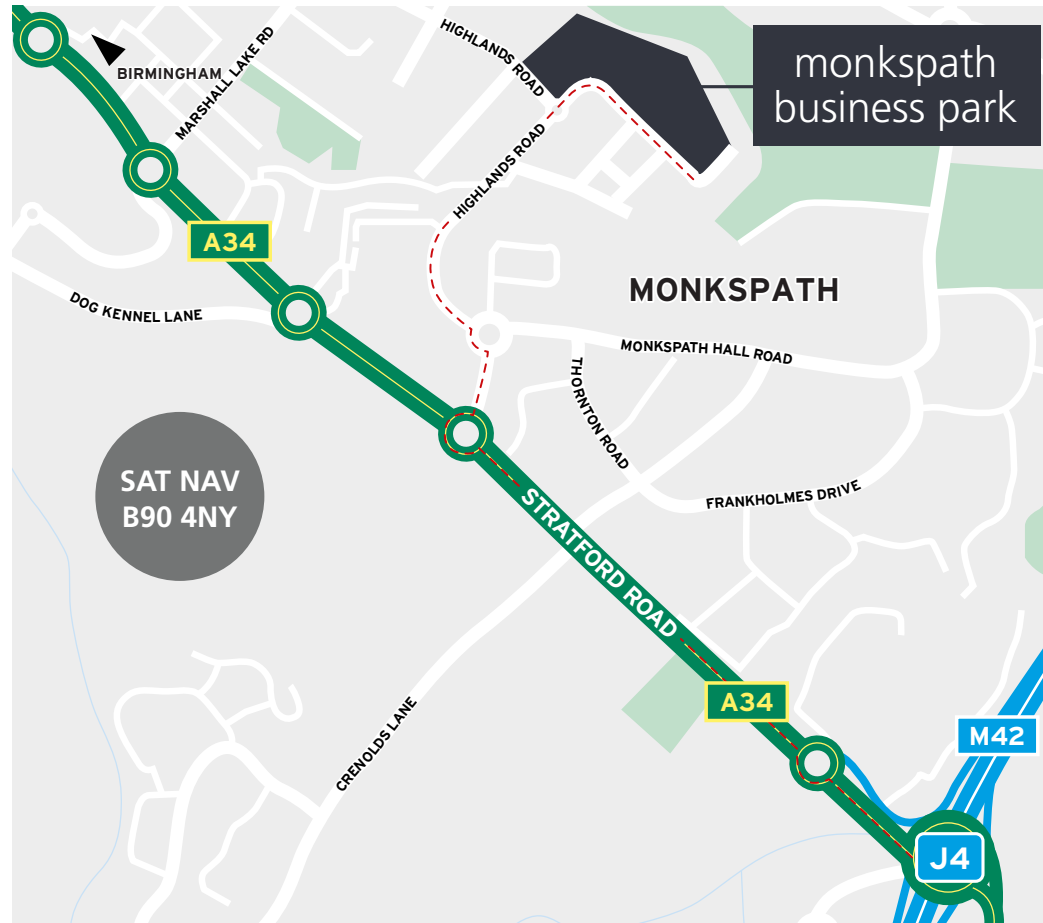 HIGHLANDS ROAD
monkspath
business park
BIRMINGHAM
MARSHALL LAKE RD
HIGHLANDS ROAD
A34
MONKSPATH
DOG KENNEL LANE
MONKSPATH HALL ROAD
THORNTON ROAD
SAT NAV
B90 4NY
FRANKHOLMES DRIVE
STRATFORD ROAD
A34
M42
CRENOLDS LANE
J4